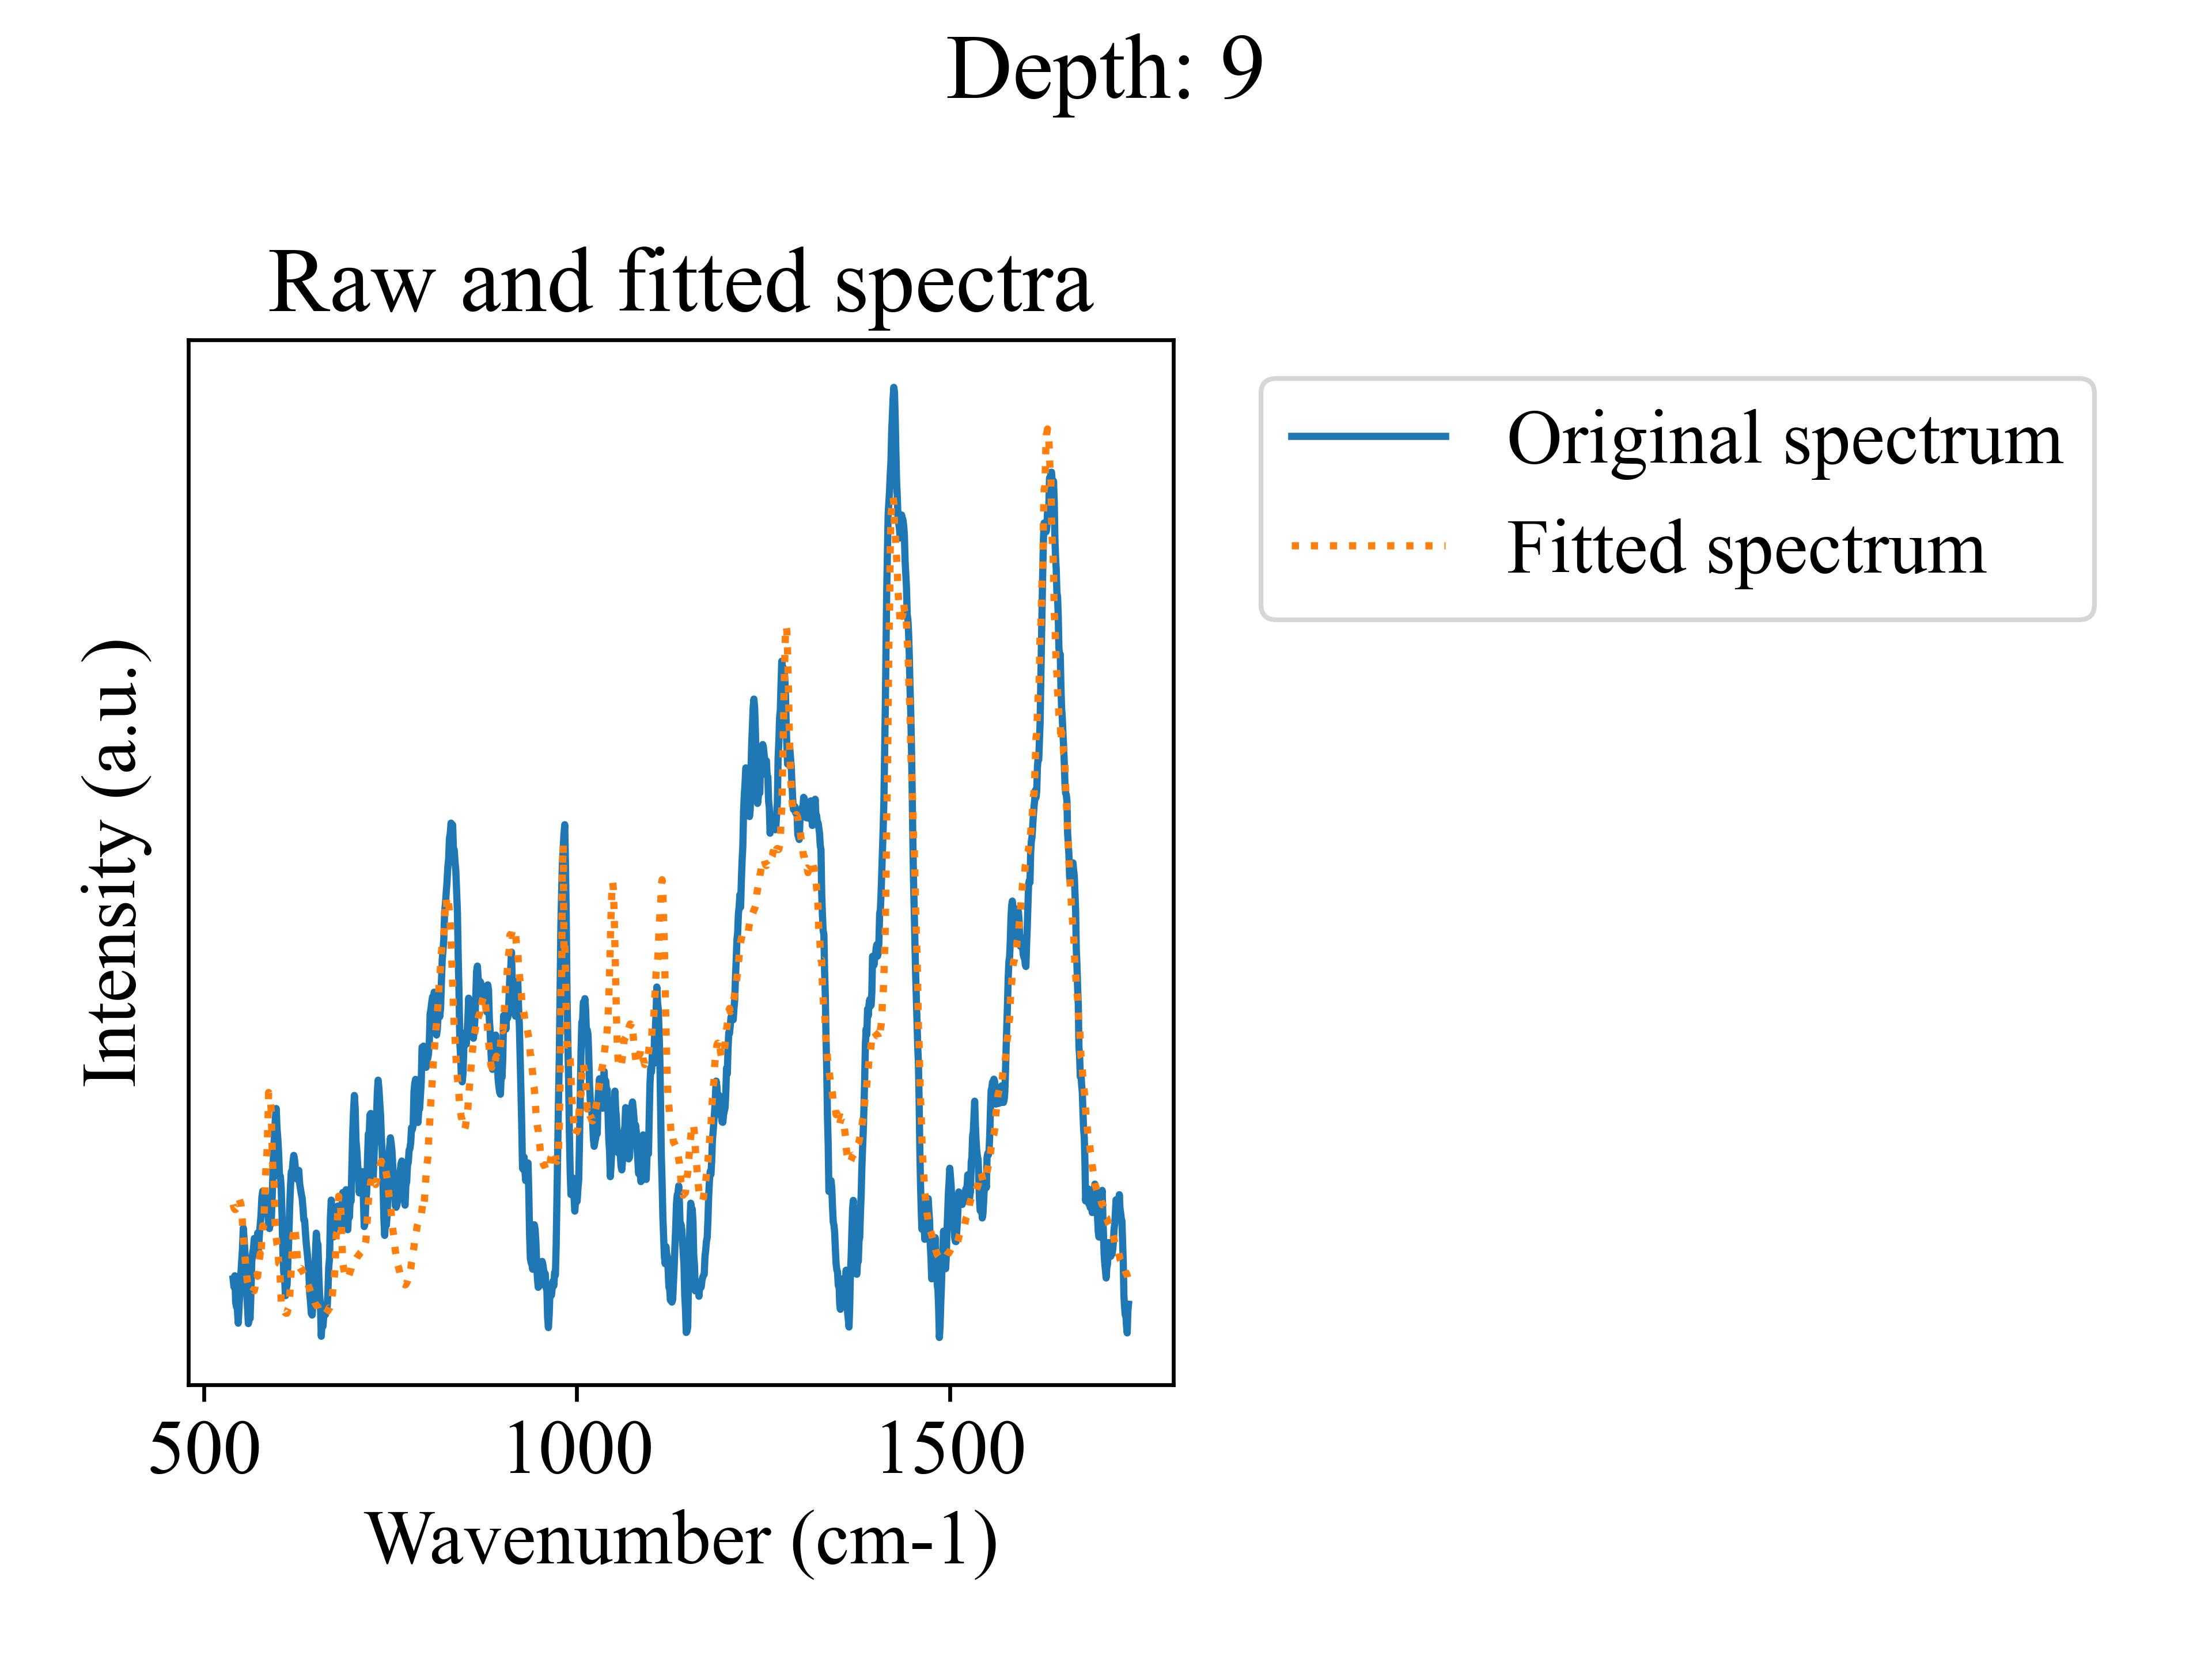 Depth: 9
Raw and fitted spectra
Original spectrum
Fitted spectrum
Intensity (a.u.)
500 1000 1500
Wavenumber (cm-1)